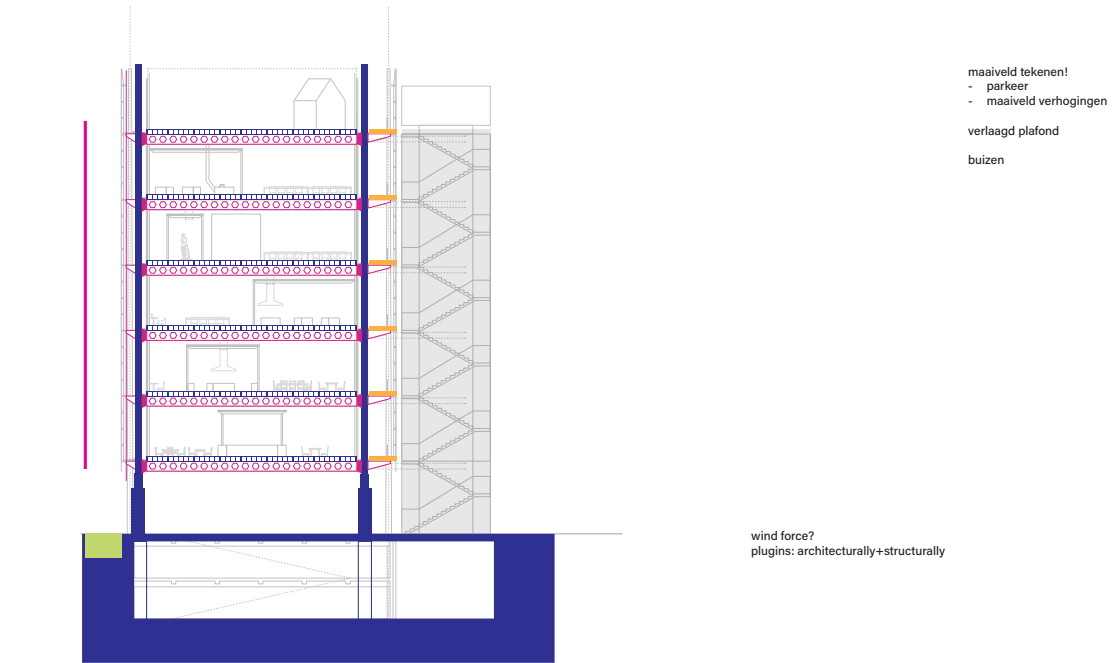 maaiveld tekenen!
- parkeer
- maaiveld verhogingen
verlaagd plafond
buizen
wind force?
plugins: architecturally+structurally